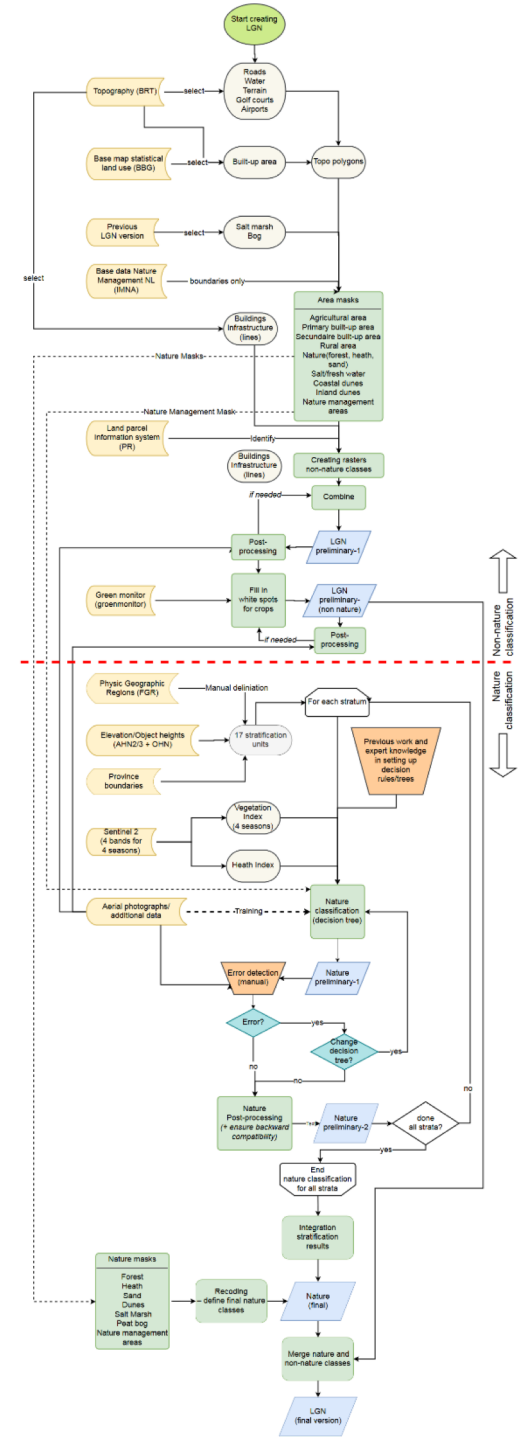 Start creating
LGN
Topography (BRT)
select
Roads
Water
Terrain
Golf courts
Airports
Base map statistical
land use (BBG)
select
Built-up area
Topo polygons
Previous
LGN version
select
Salt marsh
Bog
select
Base data Nature
Management NL
(IMNA)
boundaries only
Area masks
Agricultural area
Primary built-up area
Secundaire built-up area
Rural area
Nature(forest, heath,
sand)
Salt/fresh water
Coastal dunes
Inland dunes
Nature management
areas
Buildings
Infrastructure
(lines)
Nature Masks
Nature Management Mask
Land parcel
information system
(PR)
Identify
Buildings
Infrastructure
(lines)
Creating rasters
non-nature classes
if needed
Combine
Post-
processing
LGN
preliminary-1
Green monitor
(groenmonitor)
Fill in
white spots
for crops
LGN
preliminary-
(non nature)
if needed
Post-
processing
Non-nature
classification
Nature
classification
Physic Geographic
Regions (FGR)
Manual deliniation
For each stratum
Elevation/Object heights
(AHN2/3 + OHN)
17 stratification
units
Previous work and
expert knowledge
in setting up
decision
rules/trees
Province
boundaries
Sentinel 2
(4 bands for
4 seasons)
Vegetation
Index
(4 seasons)
Heath Index
Aerial photographs/
additional data
Training
Nature
classification
(decision tree)
Error detection
(manual)
Nature
preliminary-1
Error?
yes
Change
decision
tree?
yes
no
no
no
Nature
Post-processing
(+ ensure backward
compatibility)
Nature
preliminary-2
done
all strata?
yes
End
nature classification
for all strata
Integration
stratification
results
Nature masks
Forest
Heath
Sand
Dunes
Salt Marsh
Peat bog
Nature management
areas
Recoding
– define final nature
classes
Nature
(final)
Merge nature and
non-nature classes
LGN
(final version)